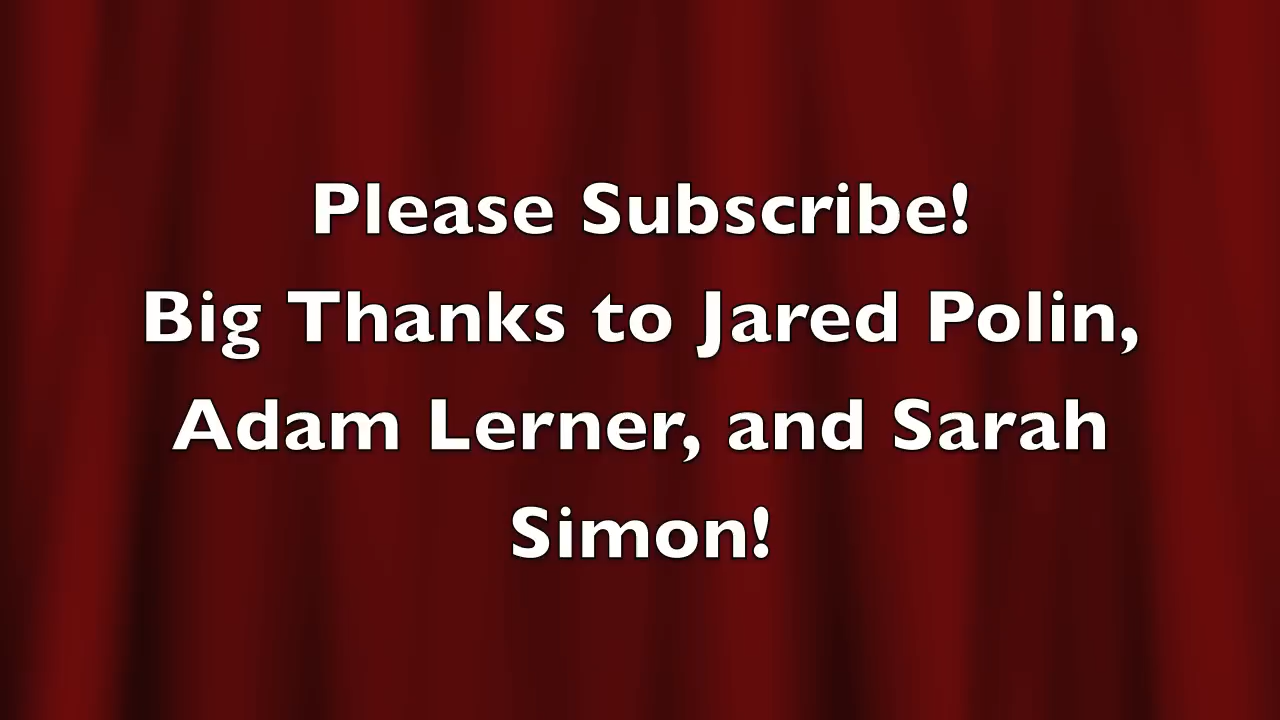 Please Subscribe!
Big Thanks to Jared Polin,
Adam Lerner, and Sarah
Simon!